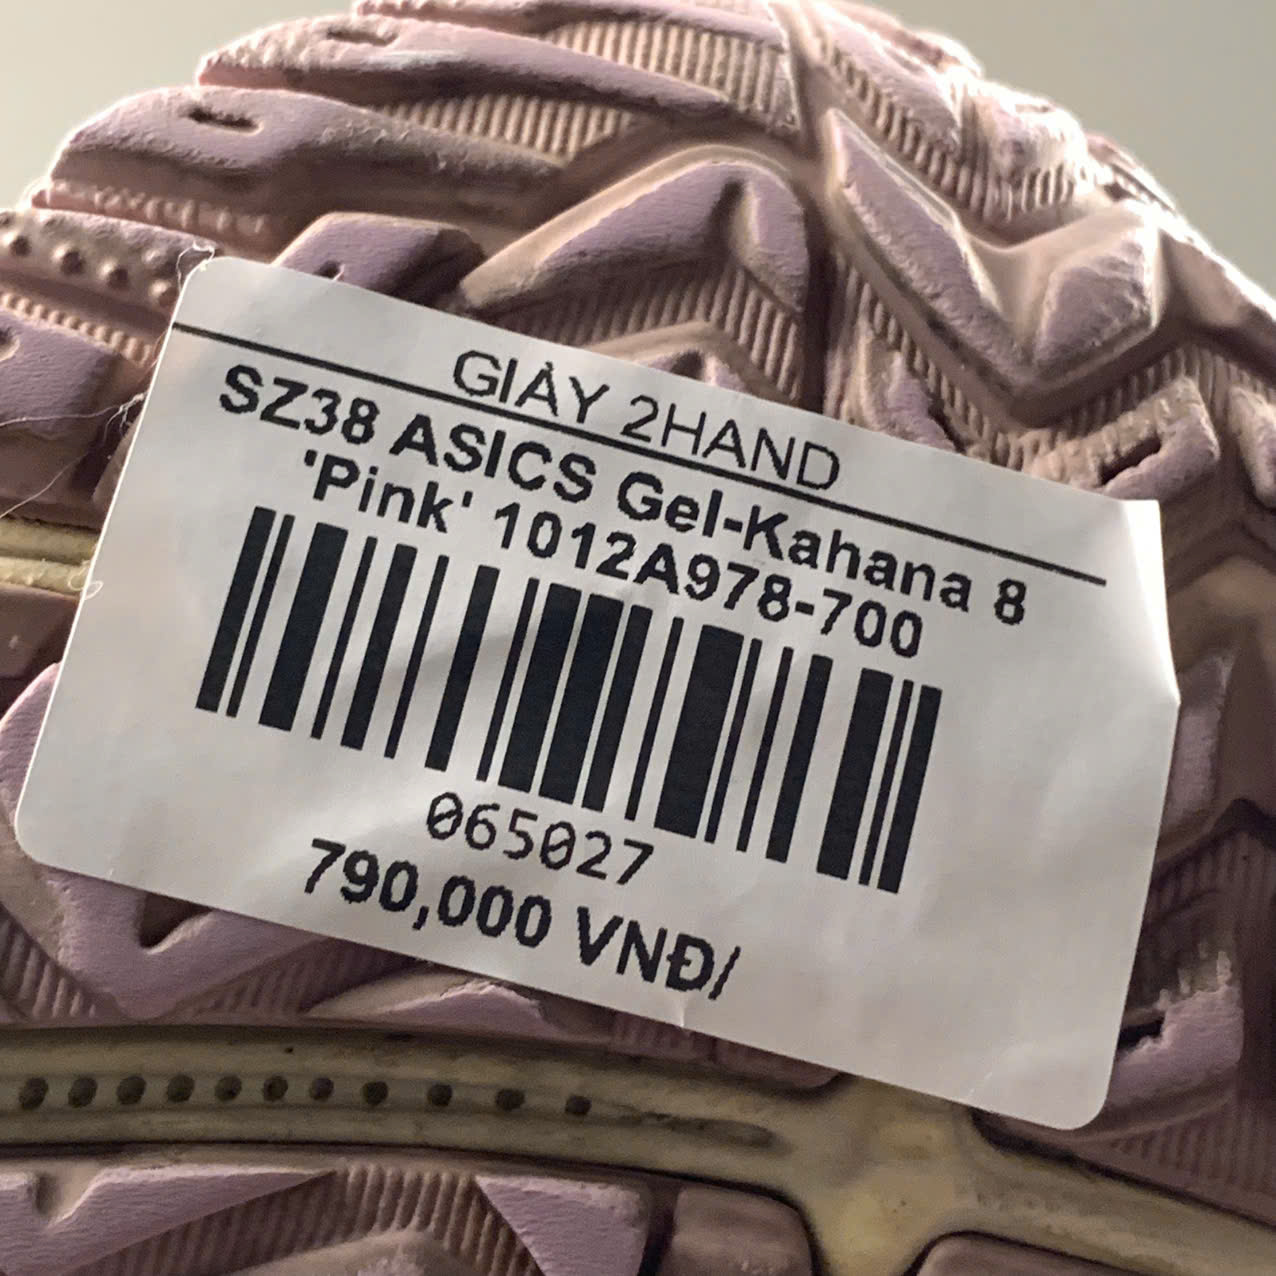 GIÀY 2HAND
SZ38 ASICS Gel-Kahana 8
'Pink' 1012A978-700
065027
790,000 VNĐ/